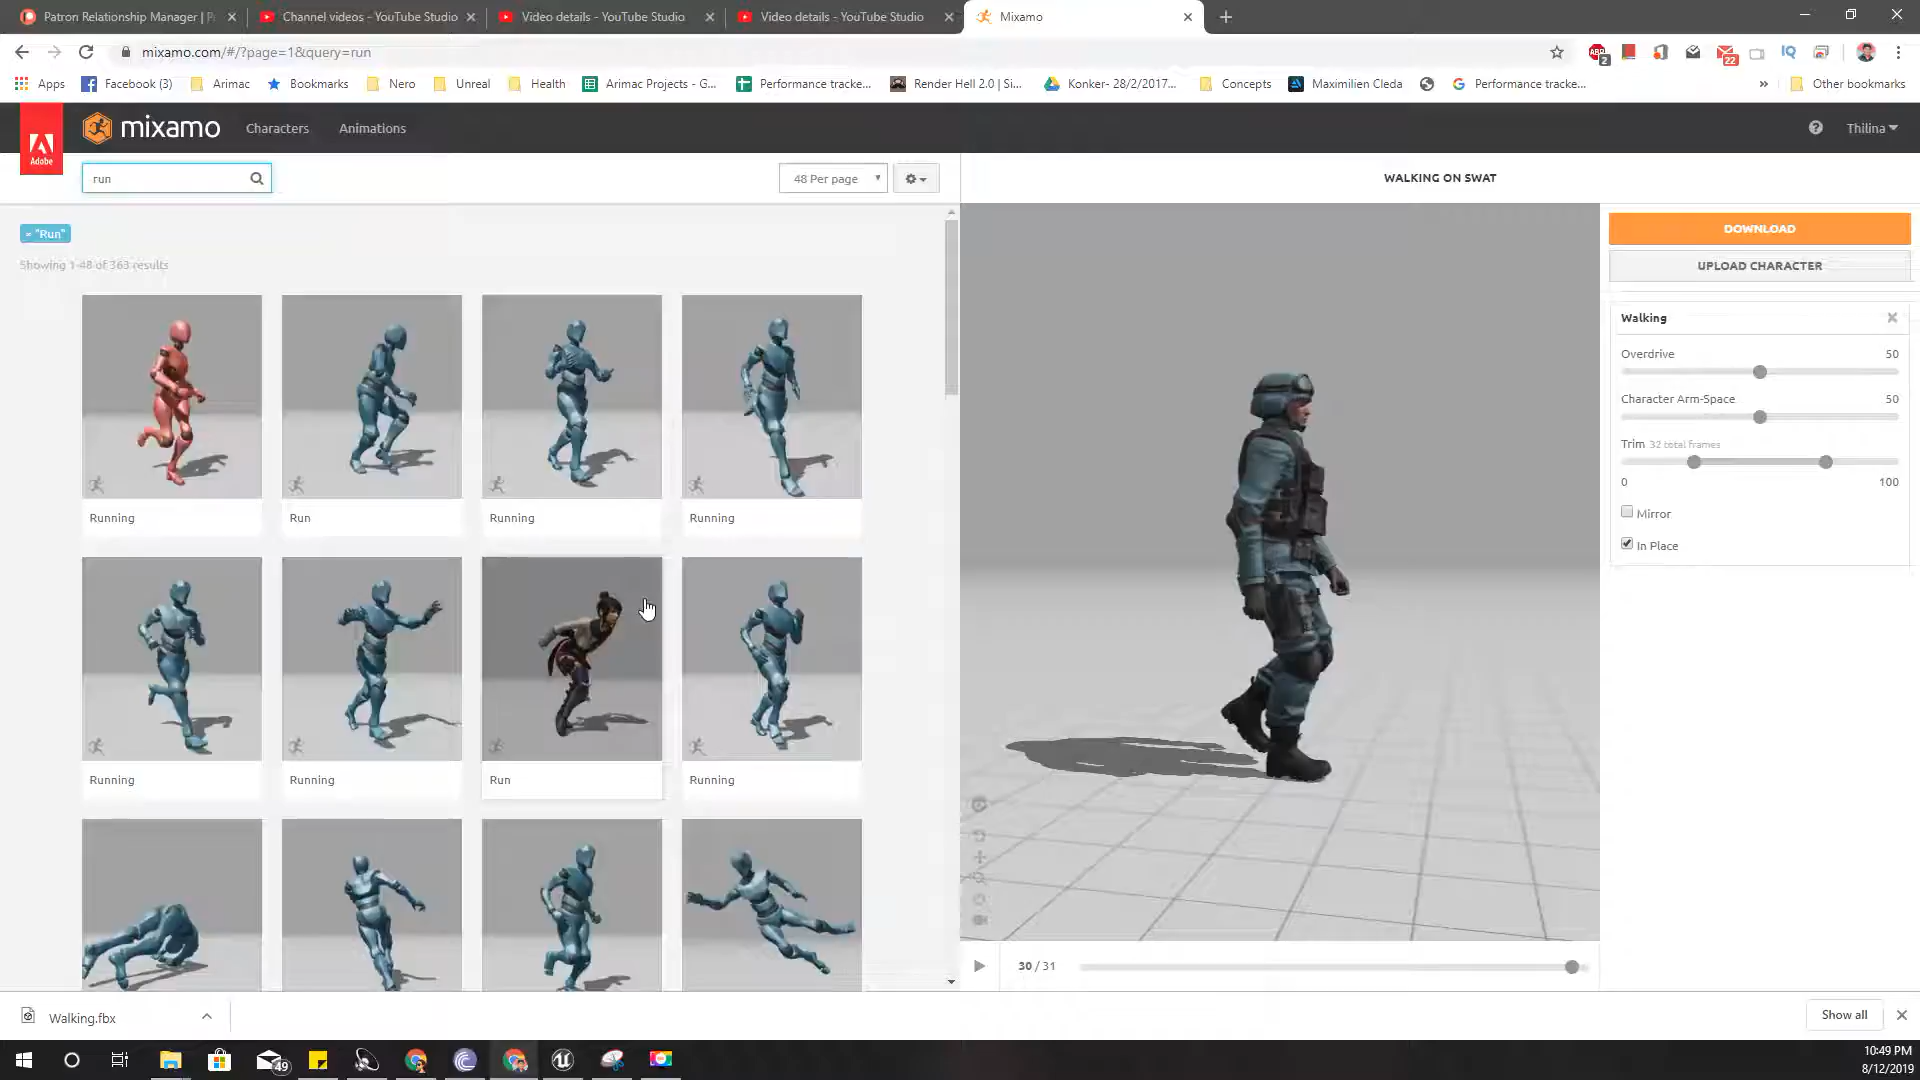 Patron Relationship Manager | P
Channel videos - YouTube Studio
Video details - YouTube Studio
Video details - YouTube Studio
Mixamo
mixamo.com/#/?page=1&query=run
2
22
Apps
Facebook (3)
Arimac
Bookmarks
Nero
Unreal
Health
Arimac Projects - G...
Performance tracke...
Render Hell 2.0 | Si...
Konker- 28/2/2017...
Concepts
Maximilien Cleda
Performance tracke...
»
Other bookmarks
Adobe
mixamo
Characters
Animations
Thilina
run
48 Per page
WALKING ON SWAT
× "Run"
Showing 1-48 of 363 results
DOWNLOAD
UPLOAD CHARACTER
Walking
Overdrive 50
Character Arm-Space 50
Trim 32 total frames
0 100
Mirror
In Place
Running
Run
Running
Running
Running
Running
Run
Running
30 / 31
Walking.fbx
Show all
49
10:49 PM
8/12/2019